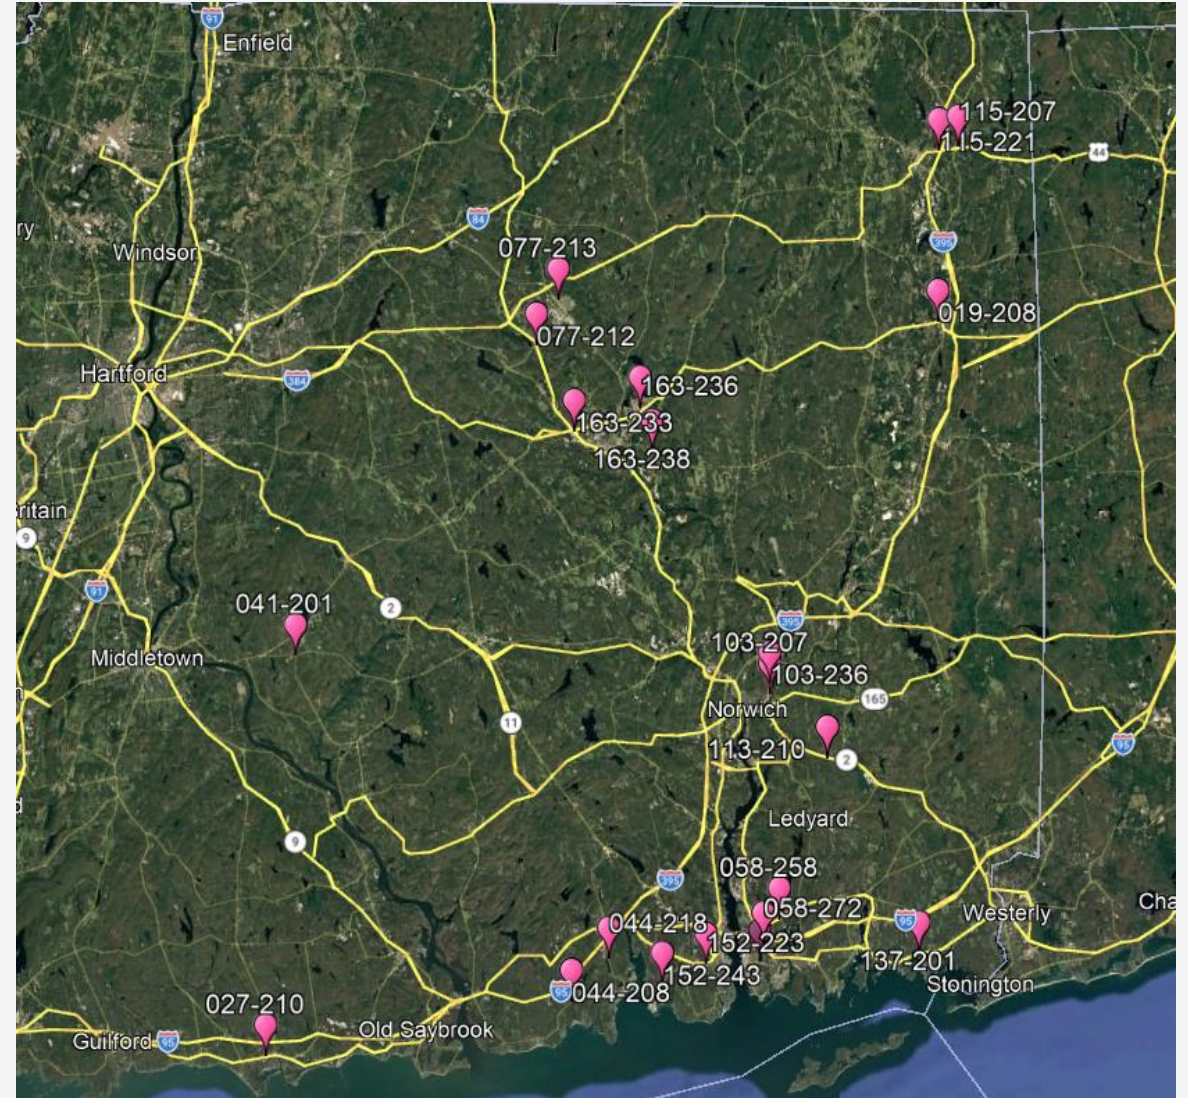 91
Enfield
115-207
115-221
44
84
ry
077-213
Windsor
395
019-208
077-212
Hartford
384
163-236
163-233
163-238
ritain
9
91
041-201
2
395
Middletown
103-207
103-236
165
Norwich
11
113-210
2
95
Ledyard
9
058-258
395
Cha
058-272
95
Westerly
044-218
152-223
137-201
152-243
Stonington
95
044-208
027-210
Old Saybrook
Guilford
95